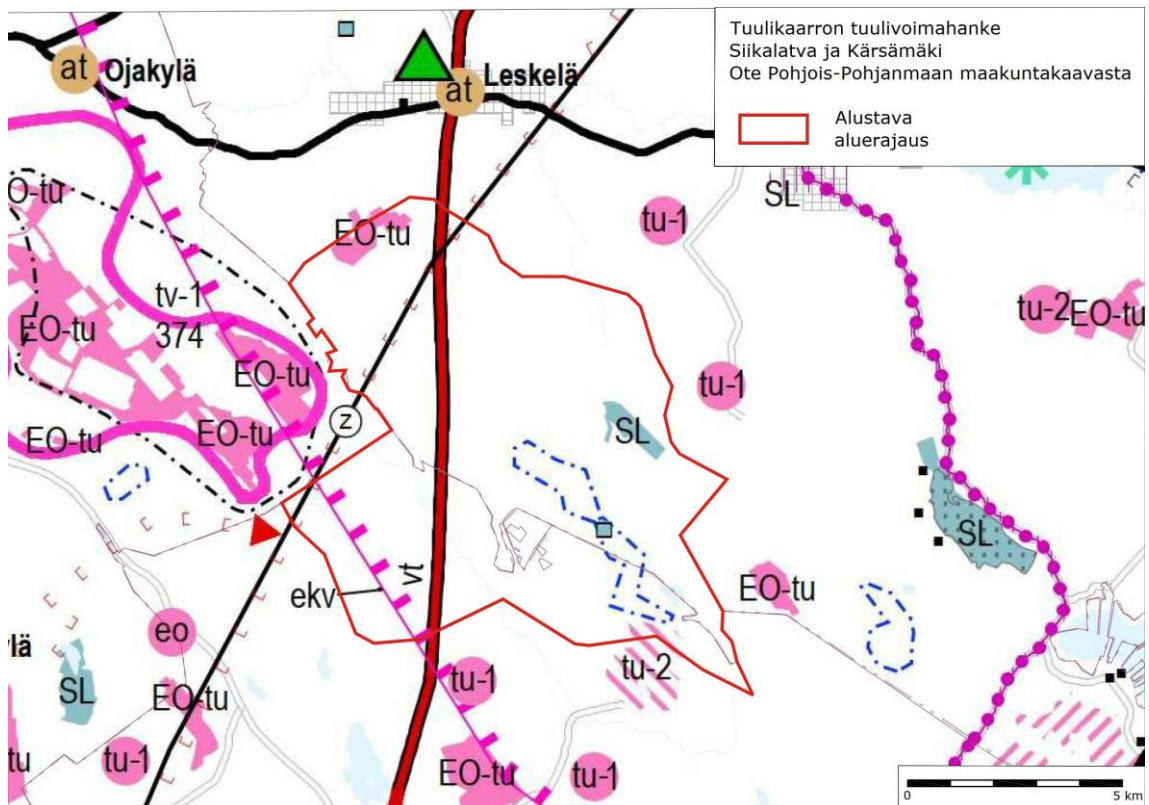 Tuulikaarron tuulivoimahanke
Siikalatva ja Kärsämäki
Ote Pohjois-Pohjanmaan maakuntakaavasta
Alustava
aluerajaus
at Ojakylä
at Leskelä
SL
O-tu
EO-tu
tu-1
tv-1
374
EO-tu
EO-tu
tu-2 EO-tu
tu-1
EO-tu
EO-tu
z
SL
SL
vt
ekv
EO-tu
eo
lä
SL
EO-tu
tu-1
tu-2
tu
tu-1
EO-tu
tu-1
0
5 km